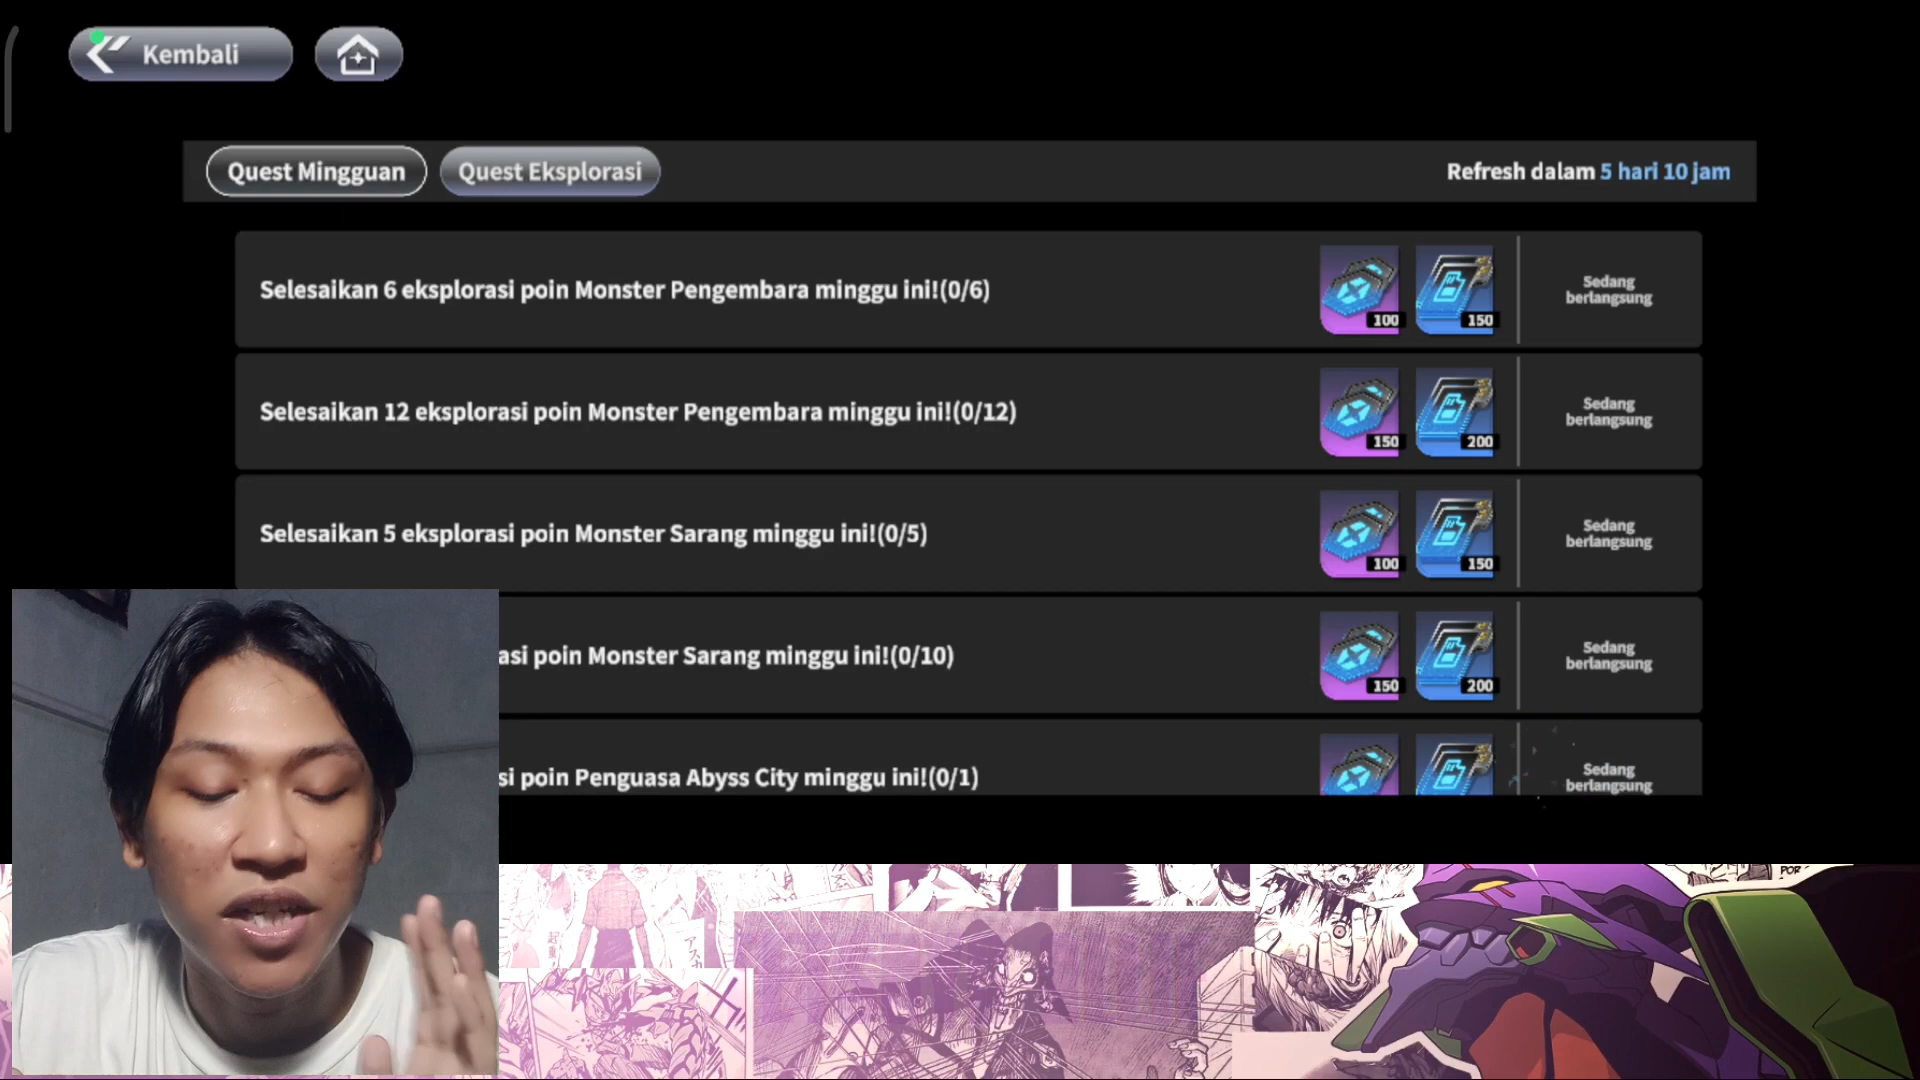 Kembali
Quest Mingguan
Quest Eksplorasi
Refresh dalam 5 hari 10 jam
Selesaikan 6 eksplorasi poin Monster Pengembara minggu ini!(0/6)
100
150
Sedang
berlangsung
Selesaikan 12 eksplorasi poin Monster Pengembara minggu ini!(0/12)
150
200
Sedang
berlangsung
Selesaikan 5 eksplorasi poin Monster Sarang minggu ini!(0/5)
100
150
Sedang
berlangsung
asi poin Monster Sarang minggu ini!(0/10)
150
200
Sedang
berlangsung
si poin Penguasa Abyss City minggu ini!(0/1)
Sedang
berlangsung
POR-